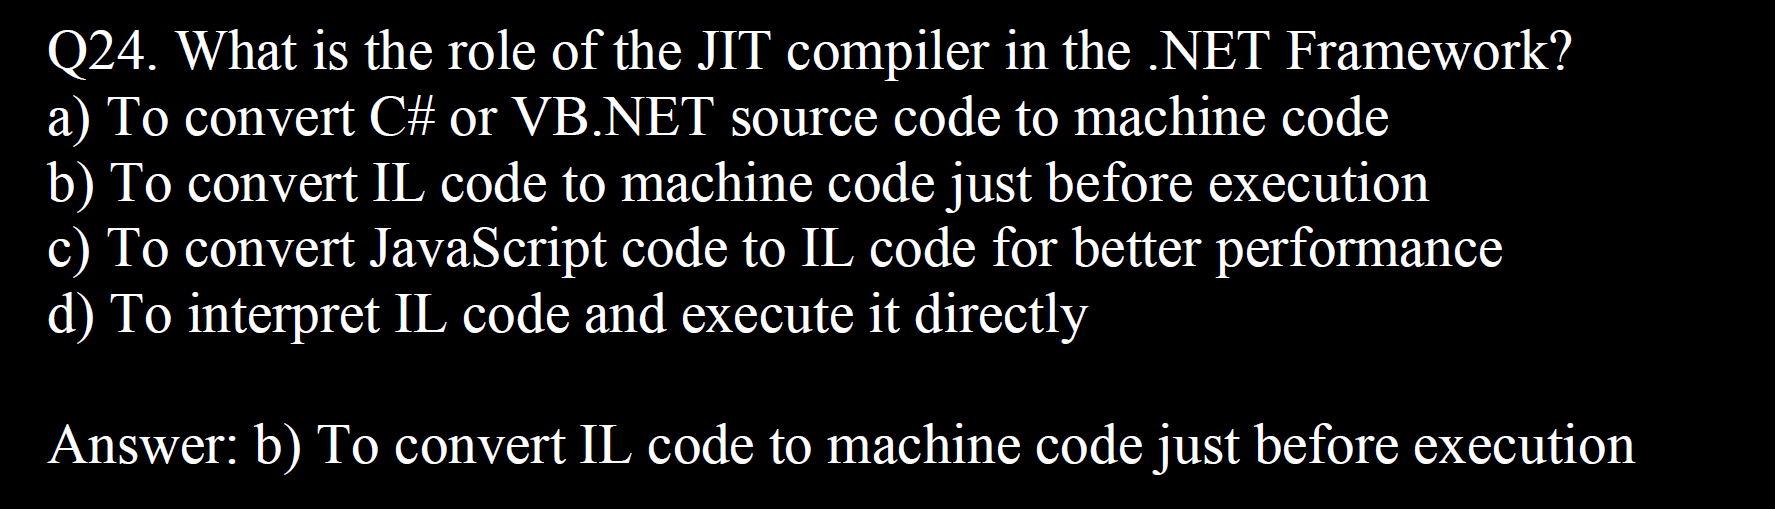 Q24. What is the role of the JIT compiler in the .NET Framework?
a) To convert C# or VB.NET source code to machine code
b) To convert IL code to machine code just before execution
c) To convert JavaScript code to IL code for better performance
d) To interpret IL code and execute it directly
Answer: b) To convert IL code to machine code just before execution